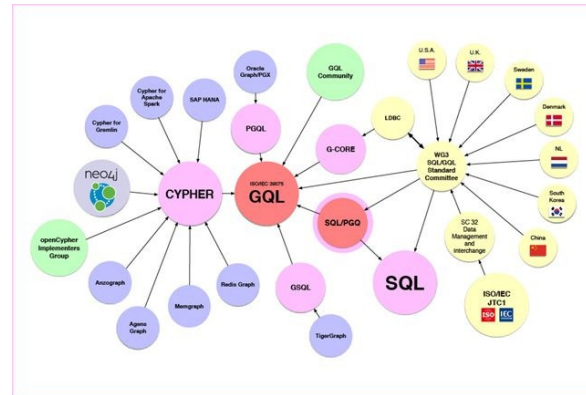 U.S.A.
U.K.
Sweden
Denmark
NL
South
Korea
China
Oracle
Graph/PGX
GQL
Community
Cypher for
Apache
Spark
SAP HANA
Cypher for
Gremlin
PGQL
LDBC
G-CORE
WG3
SQL/GQL
Standard
Committee
neo4j
CYPHER
ISO/IEC 39075
GQL
SQL/PGQ
SC 32
Data
Management
and
Interchange
openCypher
Implementers
Group
Anzograph
Agens
Graph
Memgraph
Redis Graph
GSQL
TigerGraph
SQL
ISO/IEC
JTC1
ISO
IEC